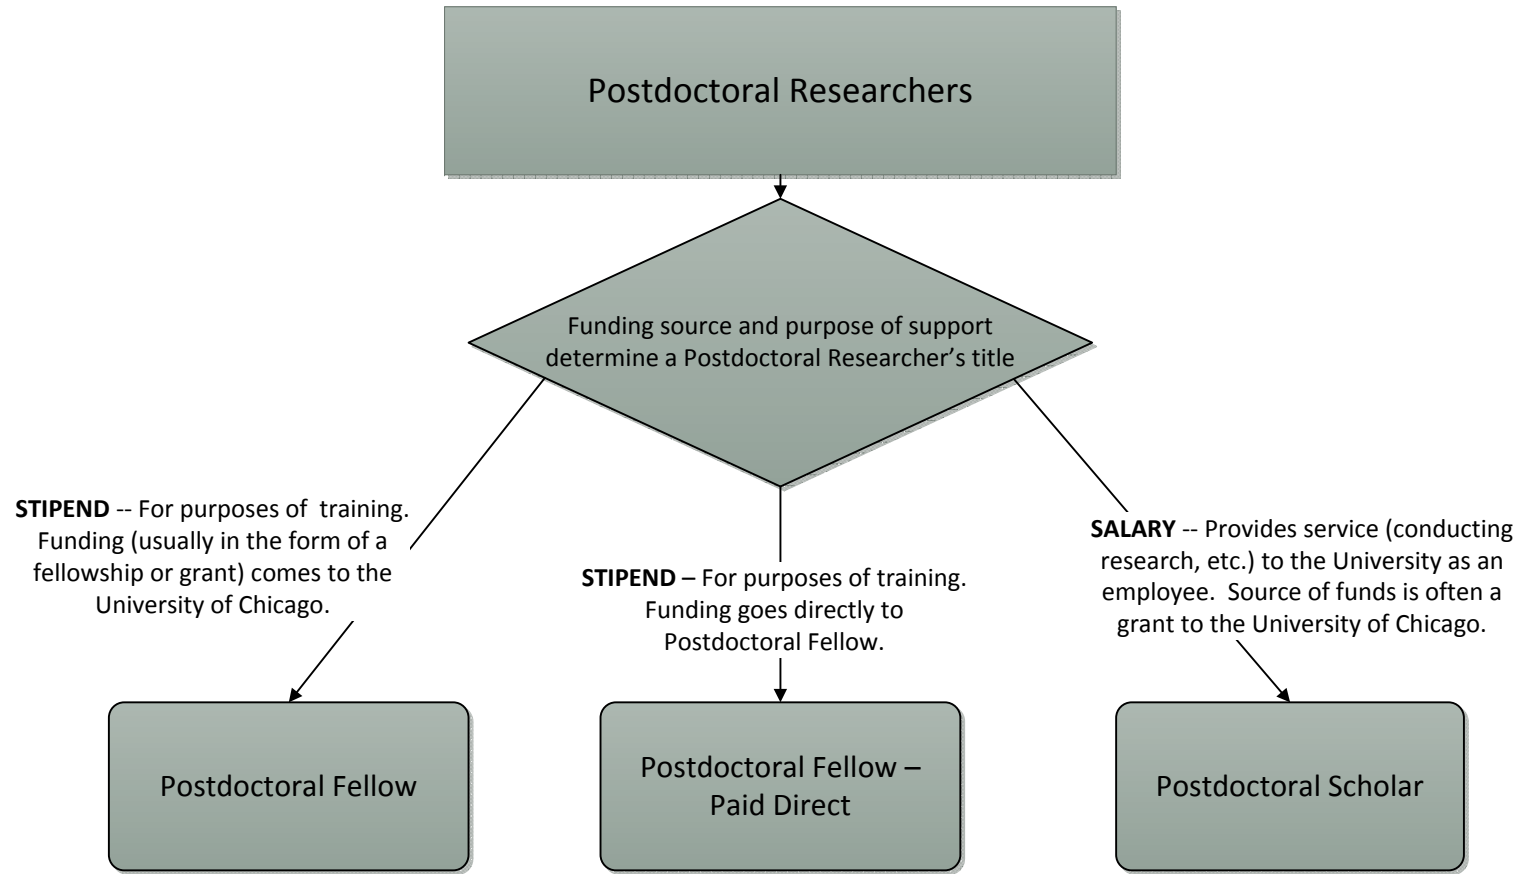 Postdoctoral Researchers
Funding source and purpose of support
determine a Postdoctoral Researcher’s title
STIPEND -- For purposes of  training.
Funding (usually in the form of a
fellowship or grant) comes to the
University of Chicago.
STIPEND – For purposes of training.
Funding goes directly to
Postdoctoral Fellow.
SALARY -- Provides service (conducting
research, etc.) to the University as an
employee.  Source of funds is often a
grant to the University of Chicago.
Postdoctoral Fellow
Postdoctoral Fellow –
Paid Direct
Postdoctoral Scholar